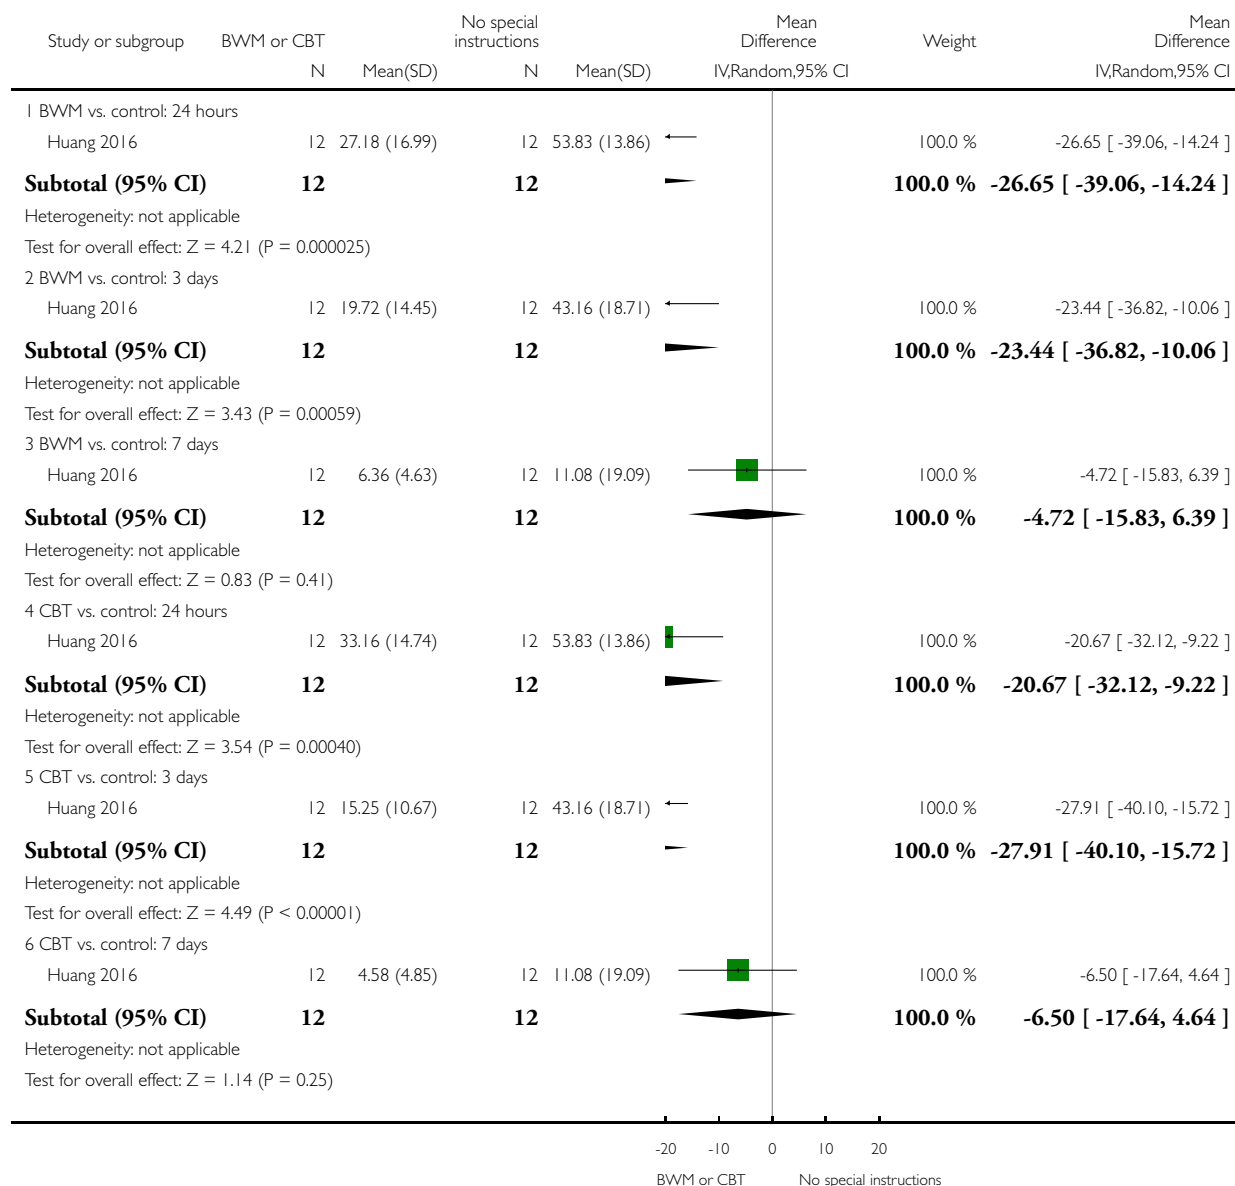 Study or subgroup BWM or CBT No special instructions Mean Difference Weight Mean Difference
N Mean(SD) N Mean(SD) IV,Random,95% CI IV,Random,95% CI
1 BWM vs. control: 24 hours
Huang 2016 12 27.18 (16.99) 12 53.83 (13.86) 100.0 % -26.65 [ -39.06, -14.24 ]
Subtotal (95% CI) 12 12 100.0 % -26.65 [ -39.06, -14.24 ]
Heterogeneity: not applicable
Test for overall effect: Z = 4.21 (P = 0.000025)
2 BWM vs. control: 3 days
Huang 2016 12 19.72 (14.45) 12 43.16 (18.71) 100.0 % -23.44 [ -36.82, -10.06 ]
Subtotal (95% CI) 12 12 100.0 % -23.44 [ -36.82, -10.06 ]
Heterogeneity: not applicable
Test for overall effect: Z = 3.43 (P = 0.00059)
3 BWM vs. control: 7 days
Huang 2016 12 6.36 (4.63) 12 11.08 (19.09) 100.0 % -4.72 [ -15.83, 6.39 ]
Subtotal (95% CI) 12 12 100.0 % -4.72 [ -15.83, 6.39 ]
Heterogeneity: not applicable
Test for overall effect: Z = 0.83 (P = 0.41)
4 CBT vs. control: 24 hours
Huang 2016 12 33.16 (14.74) 12 53.83 (13.86) 100.0 % -20.67 [ -32.12, -9.22 ]
Subtotal (95% CI) 12 12 100.0 % -20.67 [ -32.12, -9.22 ]
Heterogeneity: not applicable
Test for overall effect: Z = 3.54 (P = 0.00040)
5 CBT vs. control: 3 days
Huang 2016 12 15.25 (10.67) 12 43.16 (18.71) 100.0 % -27.91 [ -40.10, -15.72 ]
Subtotal (95% CI) 12 12 100.0 % -27.91 [ -40.10, -15.72 ]
Heterogeneity: not applicable
Test for overall effect: Z = 4.49 (P < 0.00001)
6 CBT vs. control: 7 days
Huang 2016 12 4.58 (4.85) 12 11.08 (19.09) 100.0 % -6.50 [ -17.64, 4.64 ]
Subtotal (95% CI) 12 12 100.0 % -6.50 [ -17.64, 4.64 ]
Heterogeneity: not applicable
Test for overall effect: Z = 1.14 (P = 0.25)
-20 -10 0 10 20
BWM or CBT No special instructions